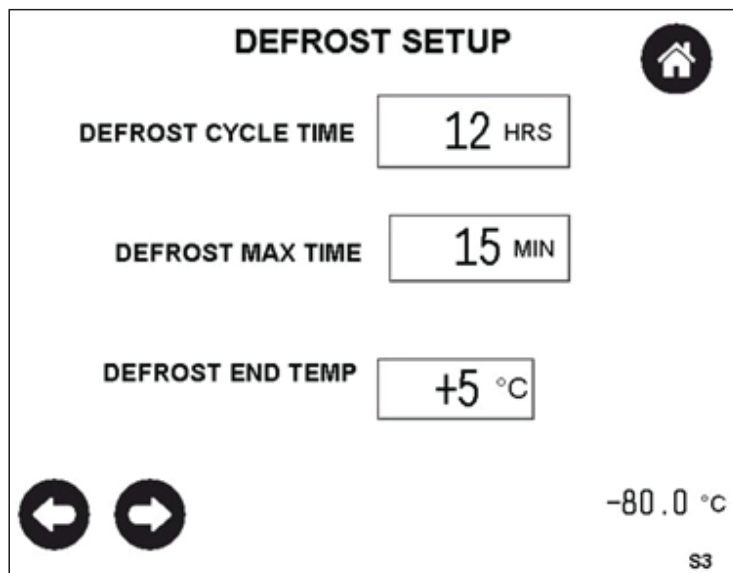 DEFROST SETUP
DEFROST CYCLE TIME 12 HRS
DEFROST MAX TIME 15 MIN
DEFROST END TEMP +5 °C
-80.0 °C
S3